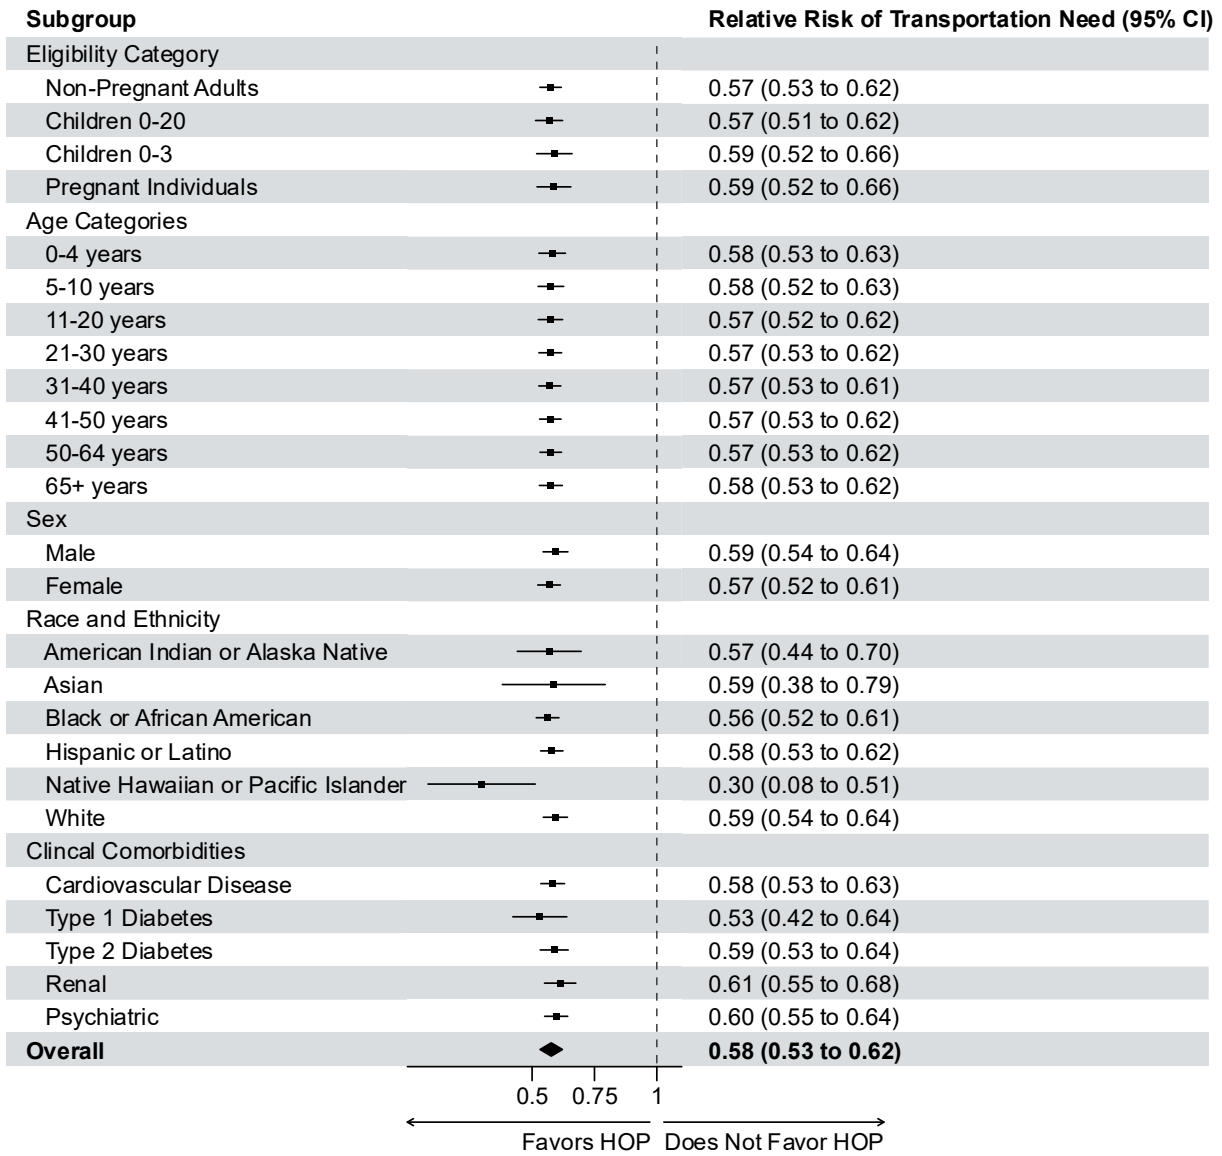 Subgroup Relative Risk of Transportation Need (95% CI)
Eligibility Category
Non-Pregnant Adults 0.57 (0.53 to 0.62)
Children 0-20 0.57 (0.51 to 0.62)
Children 0-3 0.59 (0.52 to 0.66)
Pregnant Individuals 0.59 (0.52 to 0.66)
Age Categories
0-4 years 0.58 (0.53 to 0.63)
5-10 years 0.58 (0.52 to 0.63)
11-20 years 0.57 (0.52 to 0.62)
21-30 years 0.57 (0.53 to 0.62)
31-40 years 0.57 (0.53 to 0.61)
41-50 years 0.57 (0.53 to 0.62)
50-64 years 0.57 (0.53 to 0.62)
65+ years 0.58 (0.53 to 0.62)
Sex
Male 0.59 (0.54 to 0.64)
Female 0.57 (0.52 to 0.61)
Race and Ethnicity
American Indian or Alaska Native 0.57 (0.44 to 0.70)
Asian 0.59 (0.38 to 0.79)
Black or African American 0.56 (0.52 to 0.61)
Hispanic or Latino 0.58 (0.53 to 0.62)
Native Hawaiian or Pacific Islander 0.30 (0.08 to 0.51)
White 0.59 (0.54 to 0.64)
Clincal Comorbidities
Cardiovascular Disease 0.58 (0.53 to 0.63)
Type 1 Diabetes 0.53 (0.42 to 0.64)
Type 2 Diabetes 0.59 (0.53 to 0.64)
Renal 0.61 (0.55 to 0.68)
Psychiatric 0.60 (0.55 to 0.64)
Overall 0.58 (0.53 to 0.62)
0.5 0.75 1
Favors HOP Does Not Favor HOP